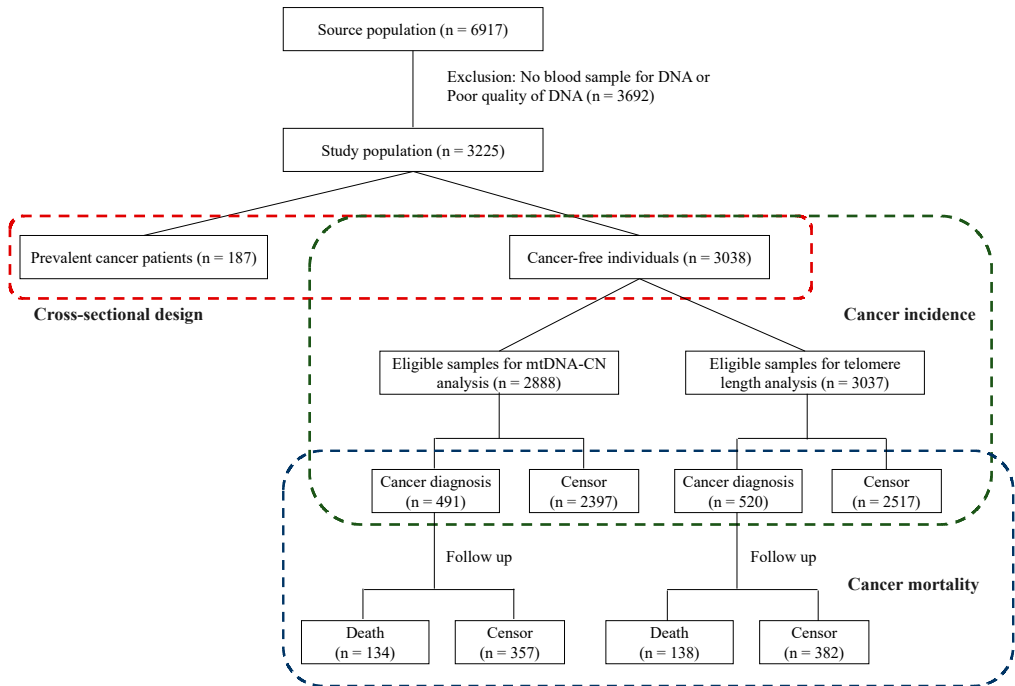 Source population (n = 6917)
Exclusion: No blood sample for DNA or
Poor quality of DNA (n = 3692)
Study population (n = 3225)
Prevalent cancer patients (n = 187)
Cancer-free individuals (n = 3038)
Cross-sectional design
Cancer incidence
Eligible samples for mtDNA-CN
analysis (n = 2888)
Eligible samples for telomere
length analysis (n = 3037)
Cancer diagnosis
(n = 491)
Censor
(n = 2397)
Cancer diagnosis
(n = 520)
Censor
(n = 2517)
Follow up
Follow up
Cancer mortality
Death
(n = 134)
Censor
(n = 357)
Death
(n = 138)
Censor
(n = 382)